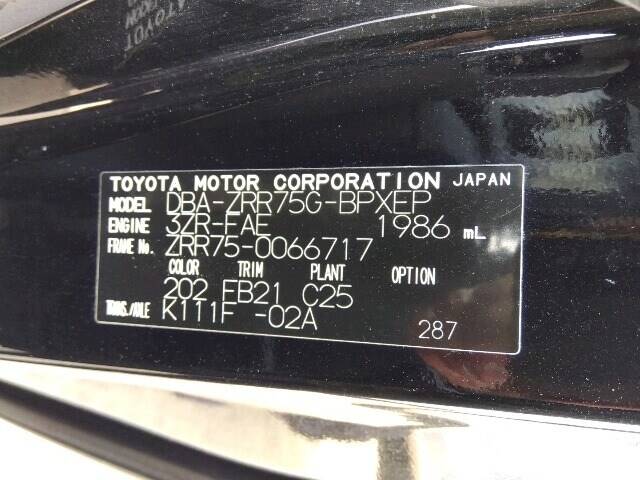 TOYOTA MOTOR CORPORATION JAPAN
MODEL DBA-ZRR75G-BPXEP
ENGINE 3ZR-FAE 1986 mL
FRAME No. ZRR75-0066717
COLOR TRIM PLANT OPTION
202 FB21 C25
TRANS./AXLE K111F -02A
287